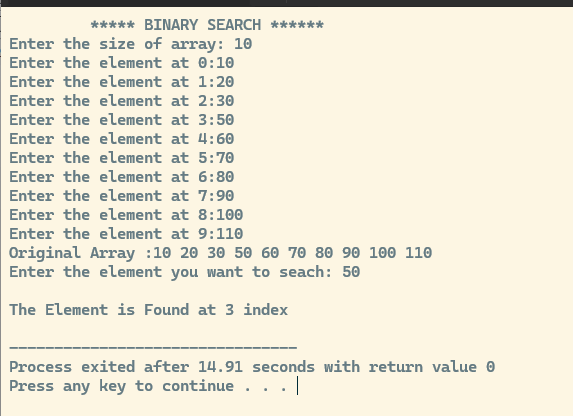 ***** BINARY SEARCH ******
Enter the size of array: 10
Enter the element at 0:10
Enter the element at 1:20
Enter the element at 2:30
Enter the element at 3:50
Enter the element at 4:60
Enter the element at 5:70
Enter the element at 6:80
Enter the element at 7:90
Enter the element at 8:100
Enter the element at 9:110
Original Array :10 20 30 50 60 70 80 90 100 110
Enter the element you want to seach: 50
The Element is Found at 3 index
--------------------------------
Process exited after 14.91 seconds with return value 0
Press any key to continue . . .